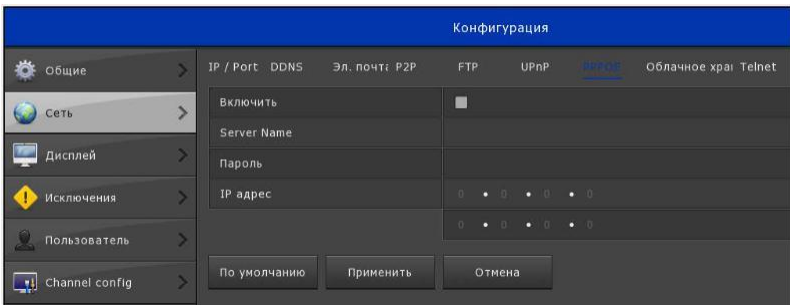 Конфигурация
Общие
Сеть
Дисплей
Исключения
Пользователь
Channel config
IP / Port DDNS Эл. почта P2P FTP UPnP PPPOE Облачное хра Telnet
Включить
Server Name
Пароль
IP адрес
0 • 0 • 0 • 0
0 • 0 • 0 • 0
По умолчанию Применить Отмена